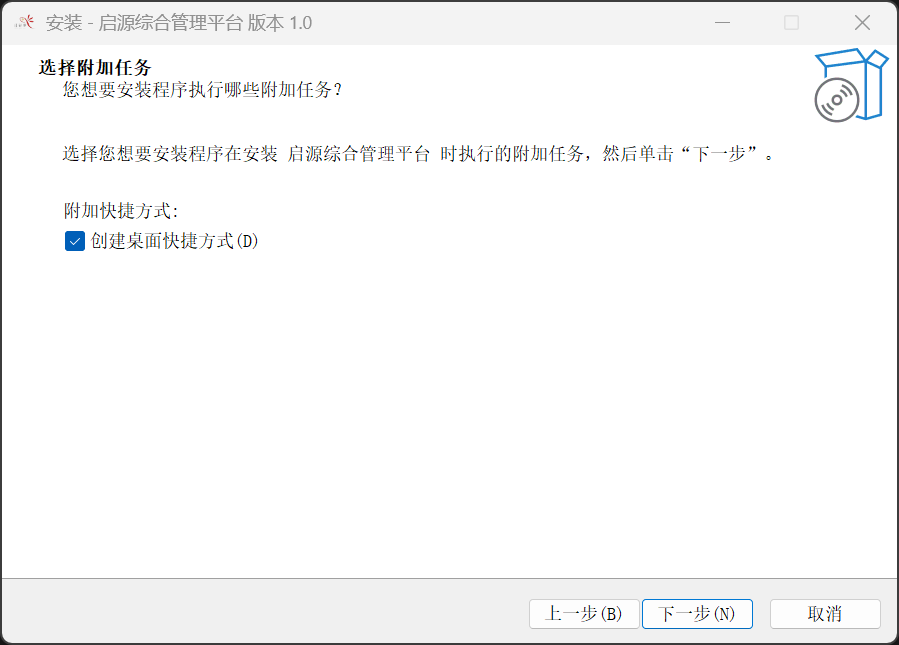 安装 - 启源综合管理平台 版本 1.0
选择附加任务
您想要安装程序执行哪些附加任务？
选择您想要安装程序在安装 启源综合管理平台 时执行的附加任务，然后单击“下一步”。
附加快捷方式:
创建桌面快捷方式(D)
上一步(B) 下一步(N) 取消